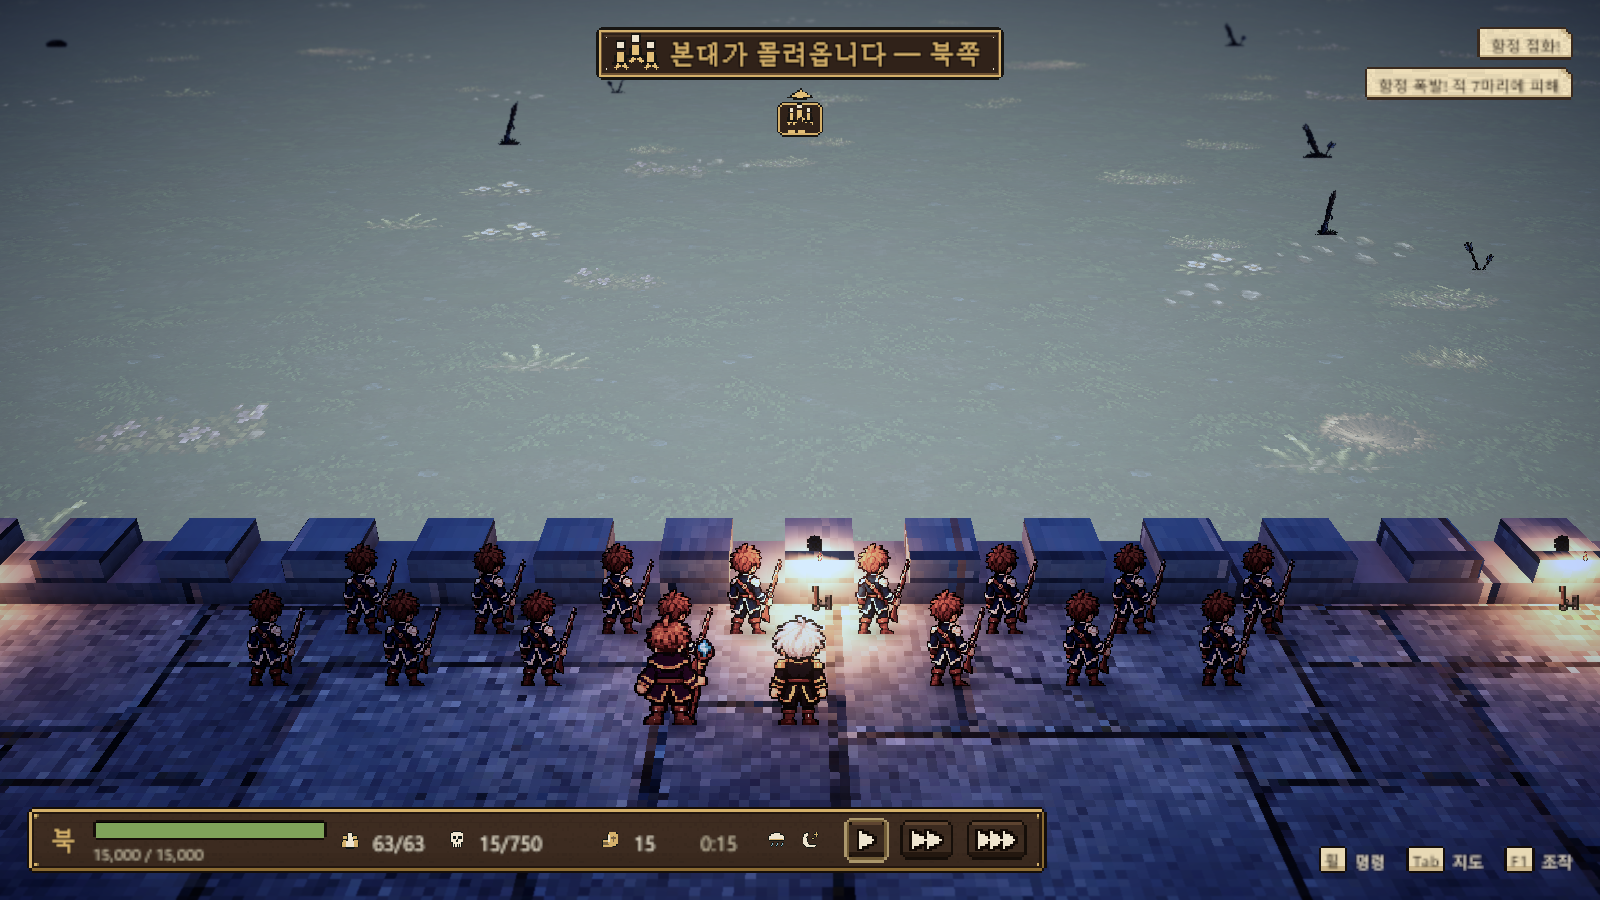 본대가 몰려옵니다 — 북쪽
함정 점화!
함정 폭발! 적 7마리에 피해
북
15,000 / 15,000
63/63
15/750
15
0:15
휠 명령
Tab 지도
F1 조작